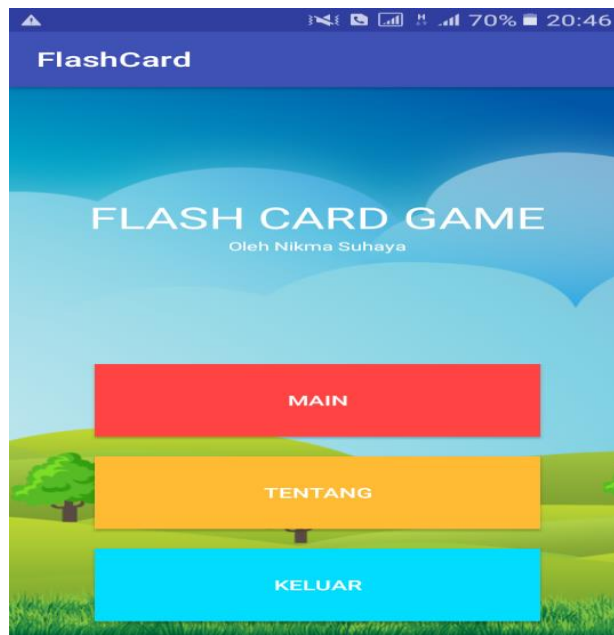 70% 20:46
FlashCard
FLASH CARD GAME
Oleh Nikma Suhaya
MAIN
TENTANG
KELUAR